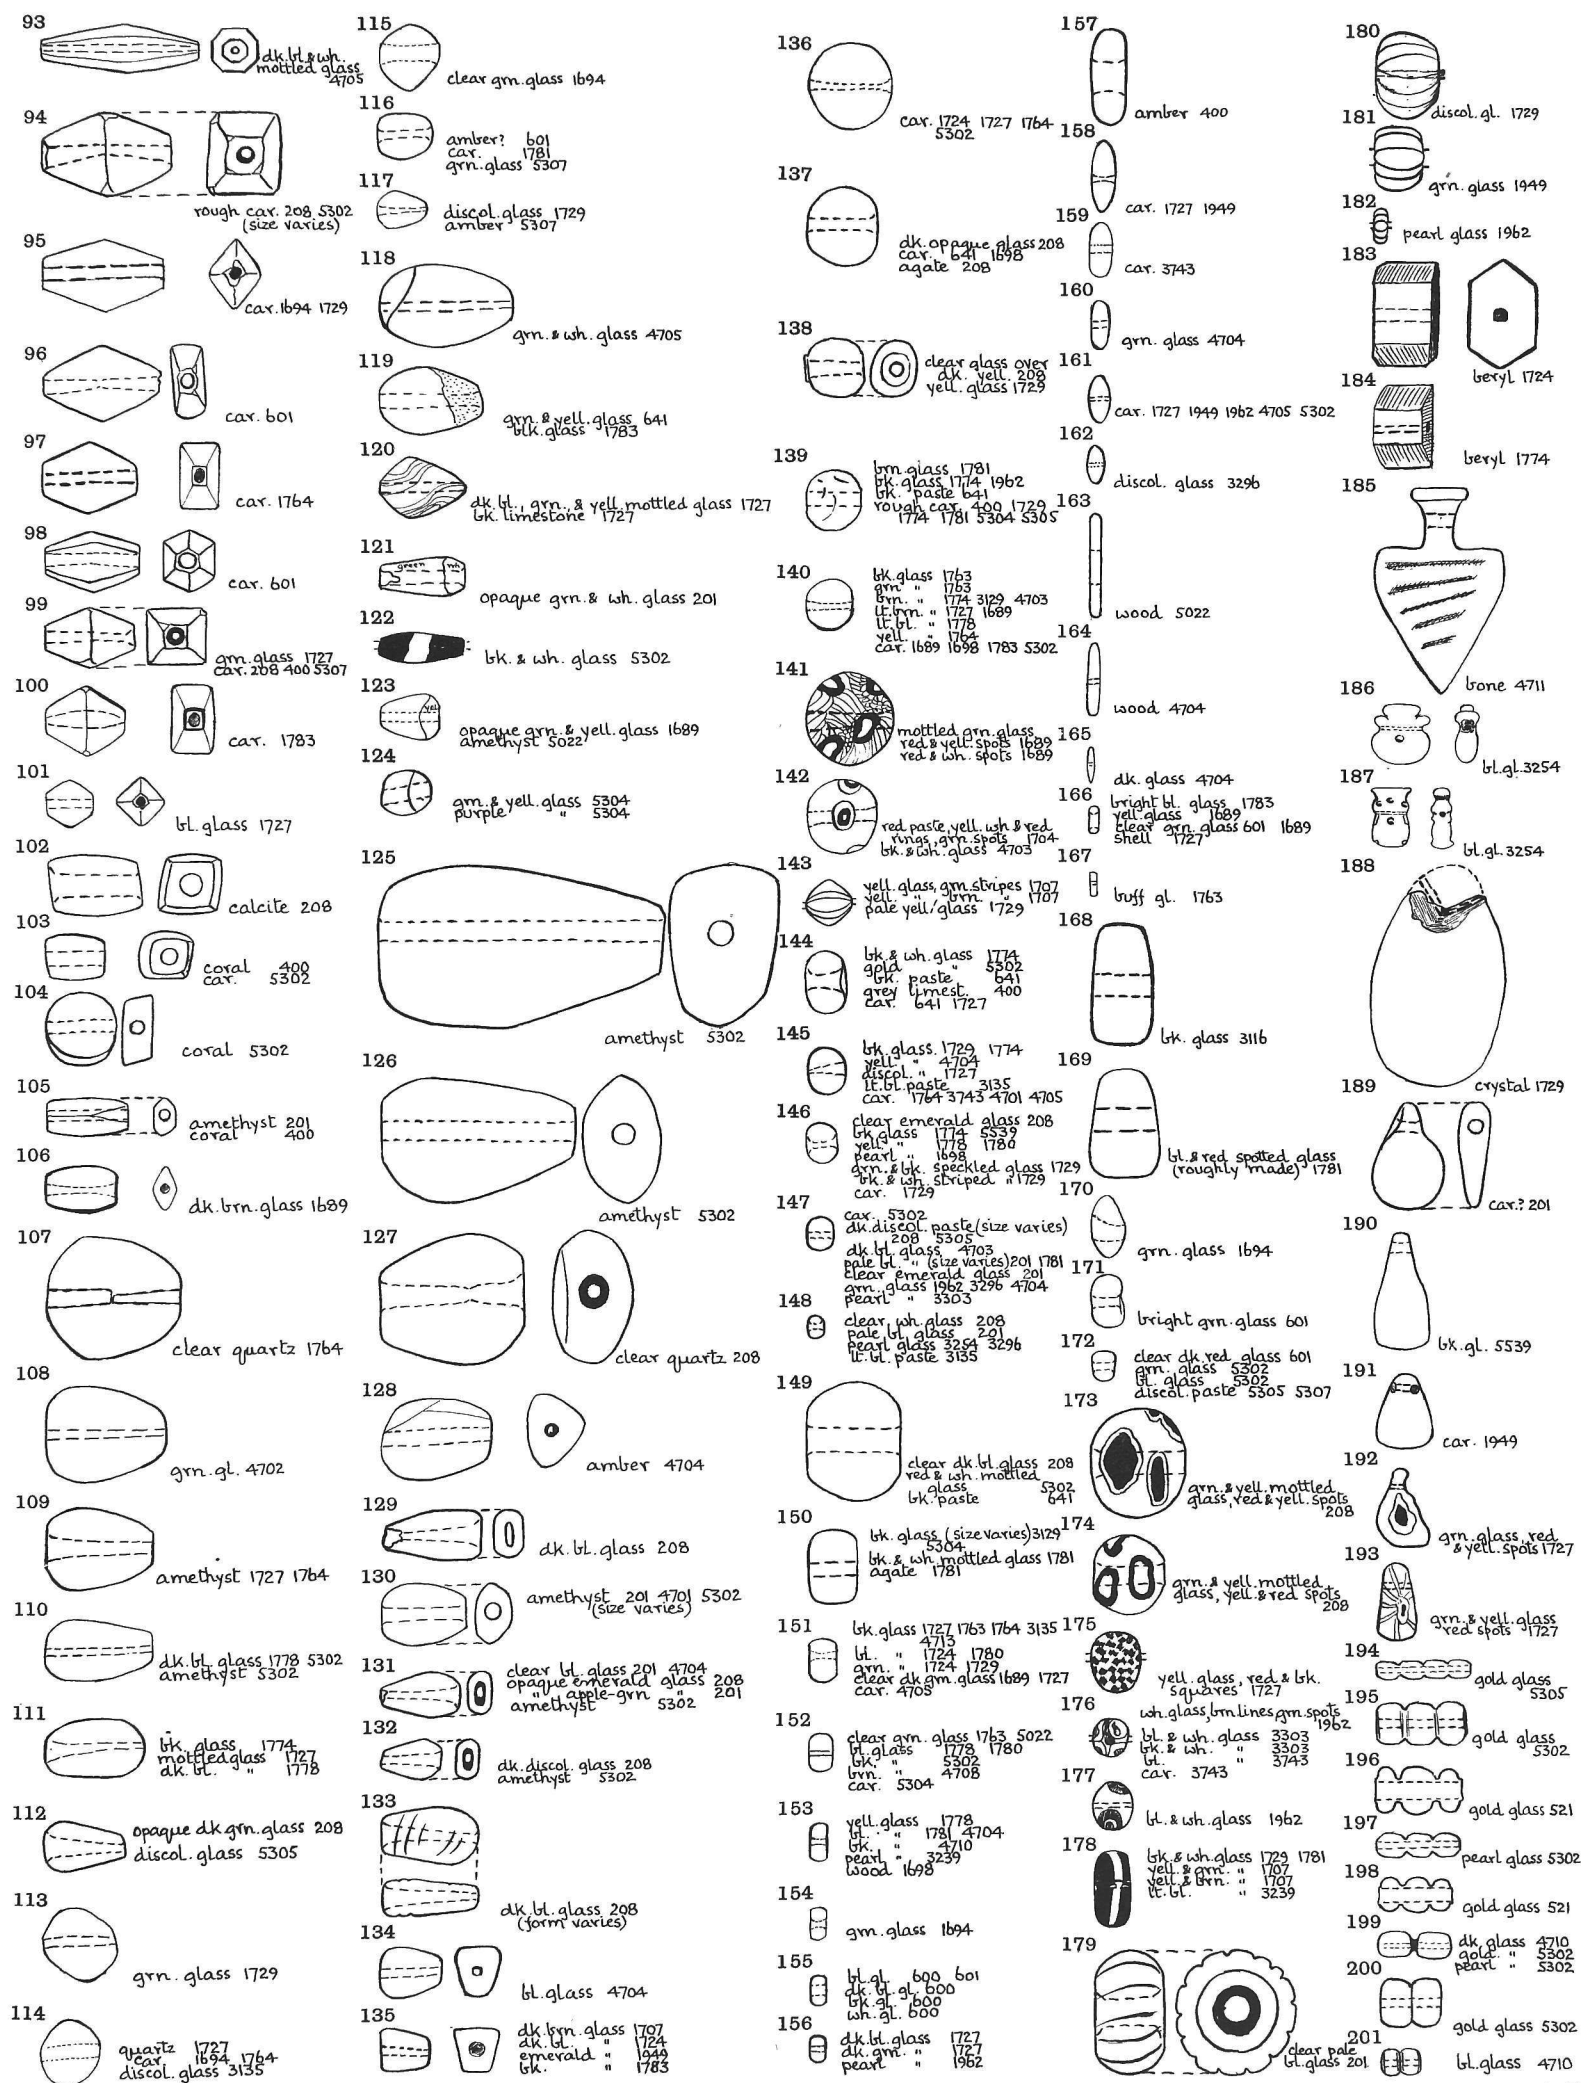 93
dk.bl.&wh.
mottled glass
4705
94
rough car. 208 5302
(size varies)
95
car.1694 1729
96
car. 601
97
car. 1764
98
car. 601
99
grn.glass 1727
car. 208 400 5307
100
car. 1783
101
bl.glass 1727
102
calcite 208
103
coral 400
car. 5302
104
coral 5302
105
amethyst 201
coral 400
106
dk.brn.glass 1689
107
clear quartz 1764
108
grn.gl. 4702
109
amethyst 1727 1764
110
dk.bl. glass 1778 5302
amethyst 5302
111
bk. glass 1774
mottled glass 1727
dk.bl. " 1778
112
opaque dk grn.glass 208
discol. glass 5305
113
grn. glass 1729
114
quartz 1727
car. 1694 1764
discol. glass 3135
115
clear grn.glass 1694
116
amber? 601
car. 1781
grn.glass 5307
117
discol.glass 1729
amber 5307
118
grn.& wh. glass 4705
119
grn.& yell.glass 641
blk.glass 1783
120
dk.bl., grn., & yell.mottled glass 1727
bk. limestone 1727
121
green
wh.
opaque grn.& wh. glass 201
122
bk.& wh. glass 5302
123
yel.
opaque grn.& yell.glass 1689
amethyst 5022
124
grn.& yell.glass 5304
purple " 5304
125
amethyst 5302
126
amethyst 5302
127
clear quartz 208
128
amber 4704
129
dk.bl.glass 208
130
amethyst 201 4701 5302
(size varies)
131
clear bl.glass 201 4704
opaque emerald glass 208
" apple-grn " 201
amethyst 5302
132
dk.discol.glass 208
amethyst 5302
133
dk.bl.glass 208
(form varies)
134
bl.glass 4704
135
dk.brn.glass 1707
dk.bl. " 1724
emerald " 1949
bk. " 1783
136
car. 1724 1727 1764
5302
137
dk.opaque glass 208
car. 641 1698
agate 208
138
clear glass over
dk. yell. 208
yell.glass 1729
139
brn.glass 1781
bk.glass 1774 1962
bk. paste 641
rough car. 400 1729
1774 1781 5304 5305
140
bk.glass 1763
grn " 1763
brn. " 1774 3129 4703
lt.brn. " 1727 1689
lt.bl. " 1778
yell. " 1764
car. 1689 1698 1783 5302
141
mottled grn.glass
red & yell.spots 1689
red & wh. spots 1689
142
red paste, yell. wh & red
rings, grn.spots 1704
bk.& wh.glass 4703
143
yell.glass, grn.stripes 1707
yell. " brn. " 1707
pale yell. glass 1729
144
bk.& wh.glass 1774
gold " 5302
bk. paste 641
grey limest. 400
car. 641 1727
145
bk.glass. 1729 1774
yell. " 4704
discol. " 1727
lt.bl.paste 3135
car. 1764 3743 4701 4705
146
clear emerald glass 208
bk glass 1774 5539
yell. " 1778 1780
pearl " 1698
grn.& bk. speckled glass 1729
bk.& wh. striped " 1729
car. 1729
147
car. 5302
dk.discol. paste (size varies)
208 5305
dk.bl. glass 4703
pale bl. " (size varies) 201 1781
clear emerald glass 201
grn. glass 1962 3296 4704
pearl " 3303
148
clear wh.glass 208
pale bl. glass 201
pearl glass 3254 3296
lt.bl.paste 3135
149
clear dk.bl.glass 208
red & wh. mottled
glass 5302
bk.paste 641
150
bk. glass (size varies) 3129
5304
bk.& wh. mottled glass 1781
agate 1781
151
bk.glass 1727 1763 1764 3135
4713
bl. " 1724 1780
grn. " 1724 1729
clear dk grn.glass 1689 1727
car. 4705
152
clear grn. glass 1763 5022
bl.glass 1778 1780
bk. " 5302
brn. " 4708
car. 5304
153
yell.glass 1778
bl. " 1781 4704
bk. " 4710
pearl " 3239
wood 1698
154
grn.glass 1694
155
bl.gl. 600 601
dk.bl.gl. 600
bk.gl. 600
wh.gl. 600
156
dk.bl.glass 1727
dk.grn. " 1727
pearl " 1962
157
amber 400
158
car. 1727 1949
159
car. 3743
160
grn. glass 4704
161
car. 1727 1949 1962 4705 5302
162
discol. glass 3296
163
wood 5022
164
wood 4704
165
dk. glass 4704
166
bright bl. glass 1783
yell.glass 1689
clear grn.glass 601 1689
shell 1727
167
buff gl. 1763
168
bk. glass 3116
169
bl.& red spotted glass
(roughly made) 1781
170
grn.glass 1694
171
bright grn.glass 601
172
clear dk.red glass 601
grn. glass 5302
bl. glass 5302
discol.paste 5305 5307
173
grn.& yell.mottled
glass, red & yell.spots
208
174
grn.& yell.mottled
glass, yell.& red spots
208
175
yell.glass, red & bk.
squares 1727
176
wh.glass, brn lines, grn.spots
1962
bl.& wh.glass 3303
bk.& wh. " 3303
bl. " 3743
car. 3743
177
bl.& wh.glass 1962
178
bk.& wh.glass 1729 1781
yell.& grn. " 1707
yell.& brn. " 1707
lt.bl. " 3239
179
clear pale
bl.glass 201
180
discol.gl. 1729
181
grn.glass 1949
182
pearl glass 1962
183
beryl 1724
184
beryl 1774
185
bone 4711
186
bl.gl.3254
187
bl.gl.3254
188
crystal 1729
189
car.? 201
190
bk.gl. 5539
191
car. 1949
192
grn.glass, red
& yell.spots 1727
193
grn.& yell.glass
red spots 1727
194
gold glass
5305
195
gold glass
5302
196
gold glass 521
197
pearl glass 5302
198
gold glass 521
199
dk.glass 4710
gold " 5302
pearl " 5302
200
gold glass 5302
201
bl.glass 4710